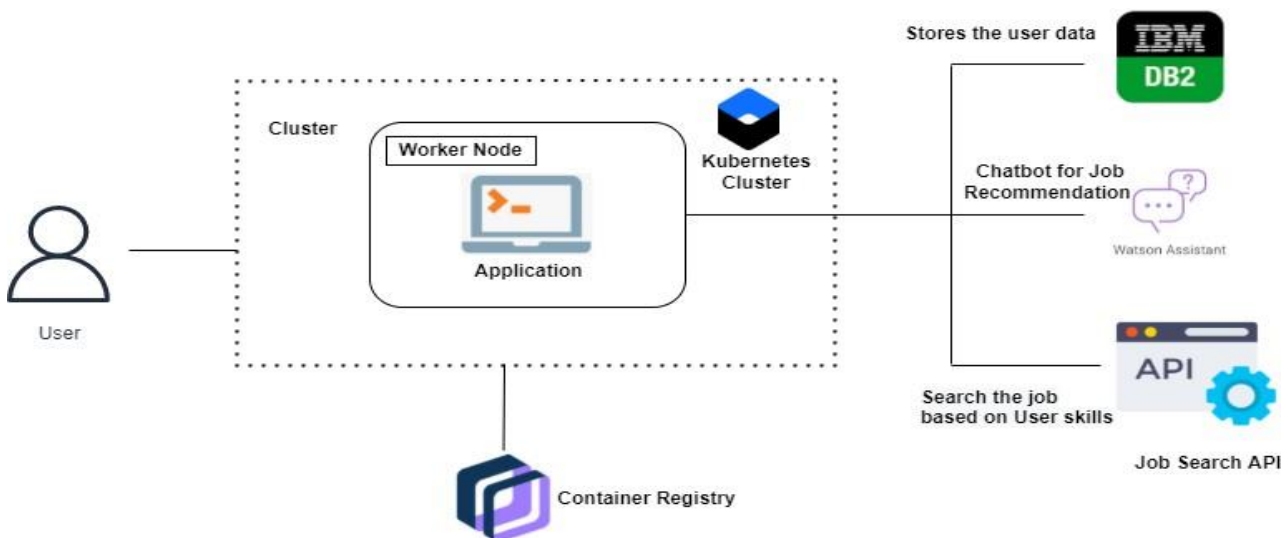 Stores the user data
IBM
DB2
Cluster
Worker Node
Kubernetes
Cluster
Application
Chatbot for Job
Recommendation
?
Watson Assistant
User
API
Search the job
based on User skills
Job Search API
Container Registry